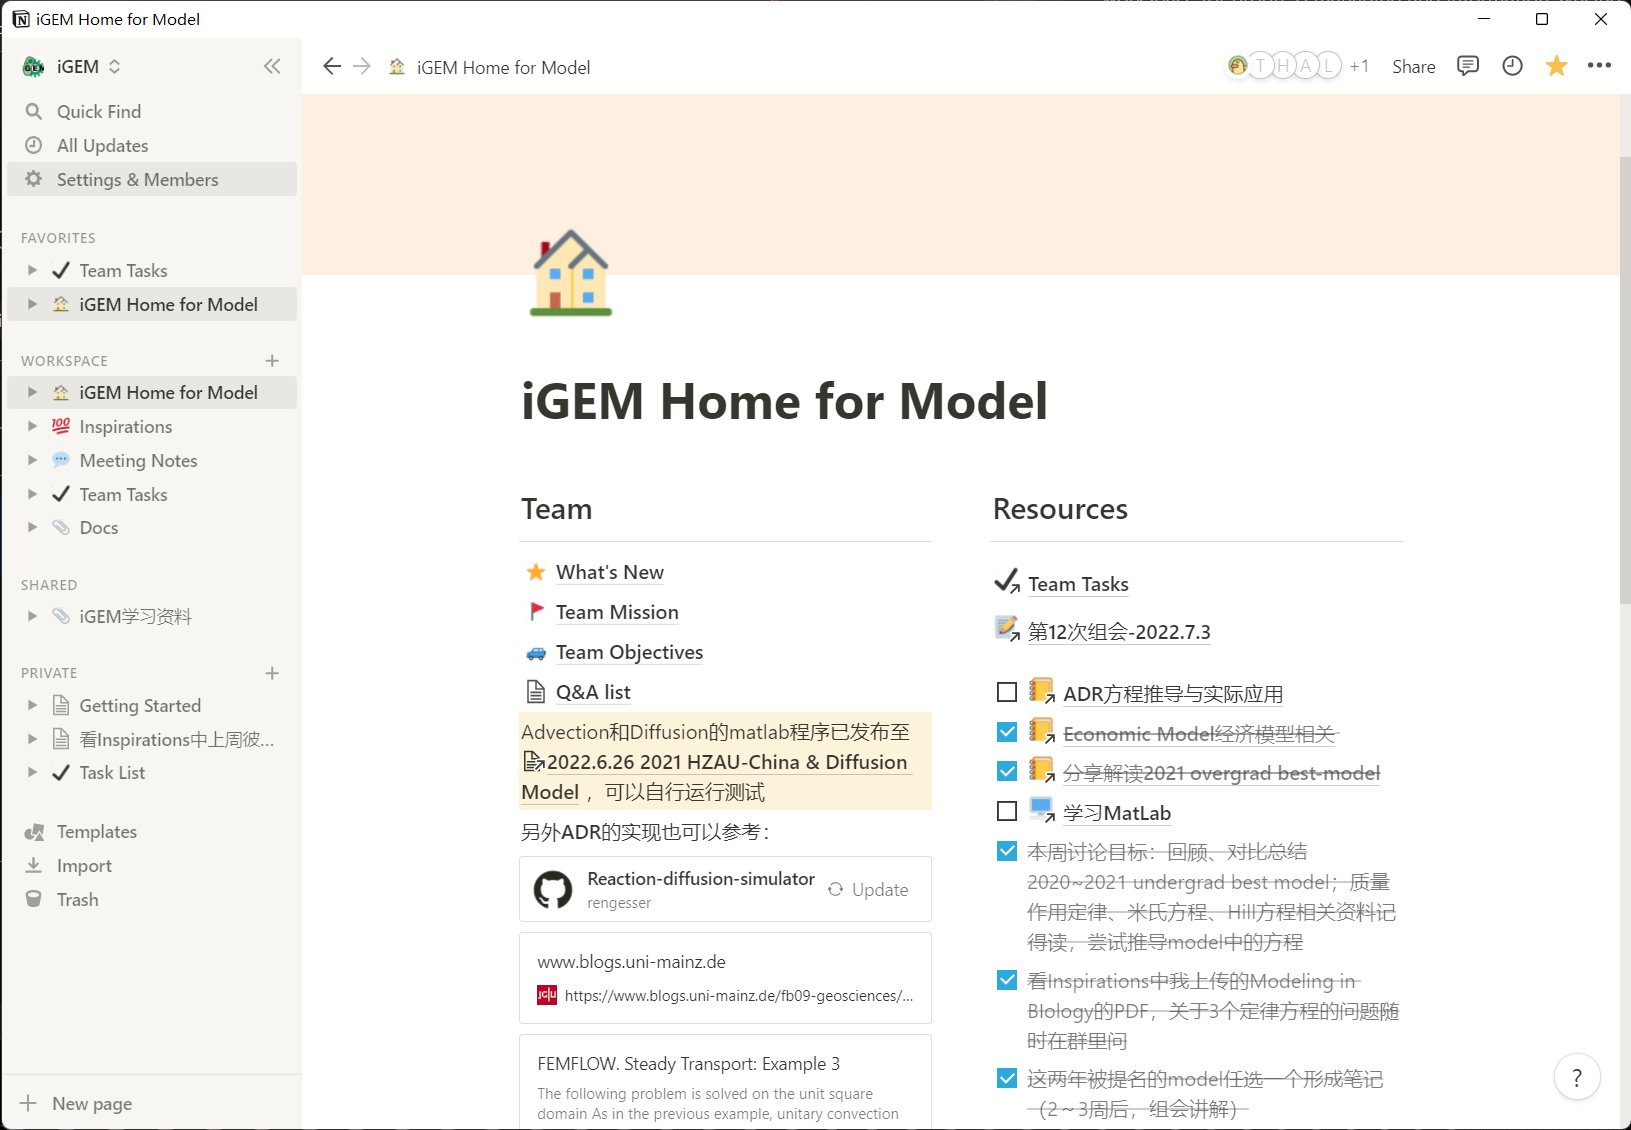 iGEM Home for Model
iGEM
Quick Find
All Updates
Settings & Members
FAVORITES
Team Tasks
iGEM Home for Model
WORKSPACE
iGEM Home for Model
Inspirations
Meeting Notes
Team Tasks
Docs
SHARED
iGEM学习资料
PRIVATE
Getting Started
看Inspirations中上周彼...
Task List
Templates
Import
Trash
New page
iGEM Home for Model
T H A L +1 Share
iGEM Home for Model
Team
What's New
Team Mission
Team Objectives
Q&A list
Advection和Diffusion的matlab程序已发布至
2022.6.26 2021 HZAU-China & Diffusion
Model ，可以自行运行测试
另外ADR的实现也可以参考：
Reaction-diffusion-simulator
rengesser
Update
www.blogs.uni-mainz.de
JG|U https://www.blogs.uni-mainz.de/fb09-geosciences/...
FEMFLOW. Steady Transport: Example 3
The following problem is solved on the unit square
domain As in the previous example, unitary convection
Resources
Team Tasks
第12次组会-2022.7.3
ADR方程推导与实际应用
Economic Model经济模型相关
分享解读2021 overgrad best-model
学习MatLab
本周讨论目标：回顾、对比总结
2020~2021 undergrad best model；质量
作用定律、米氏方程、Hill方程相关资料记
得读，尝试推导model中的方程
看Inspirations中我上传的Modeling in
BIology的PDF，关于3个定律方程的问题随
时在群里问
这两年被提名的model任选一个形成笔记
（2～3周后，组会讲解）
?